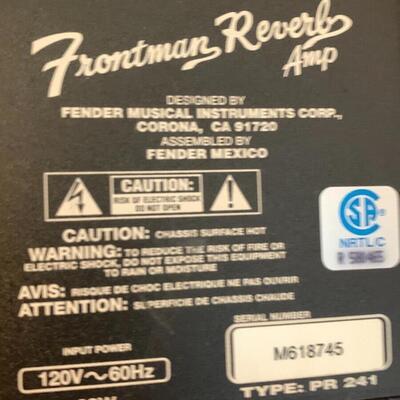 Frontman Reverb
Amp
DESIGNED BY
FENDER MUSICAL INSTRUMENTS CORP.,
CORONA, CA 91720
ASSEMBLED BY
FENDER MEXICO
CAUTION:
RISK OF ELECTRIC SHOCK
DO NOT OPEN
CAUTION: CHASSIS SURFACE HOT
WARNING: TO REDUCE THE RISK OF FIRE OR
ELECTRIC SHOCK, DO NOT EXPOSE THIS EQUIPMENT
TO RAIN OR MOISTURE
AVIS: RISQUE DE CHOC ELECTRIQUE NE PAS OUVRIR
ATTENTION: SUPERFICIE DE CHASSIS CHAUDE
SA
NRTL/C
INPUT POWER
120V~60Hz
SERIAL NUMBER
M618745
TYPE: PR 241